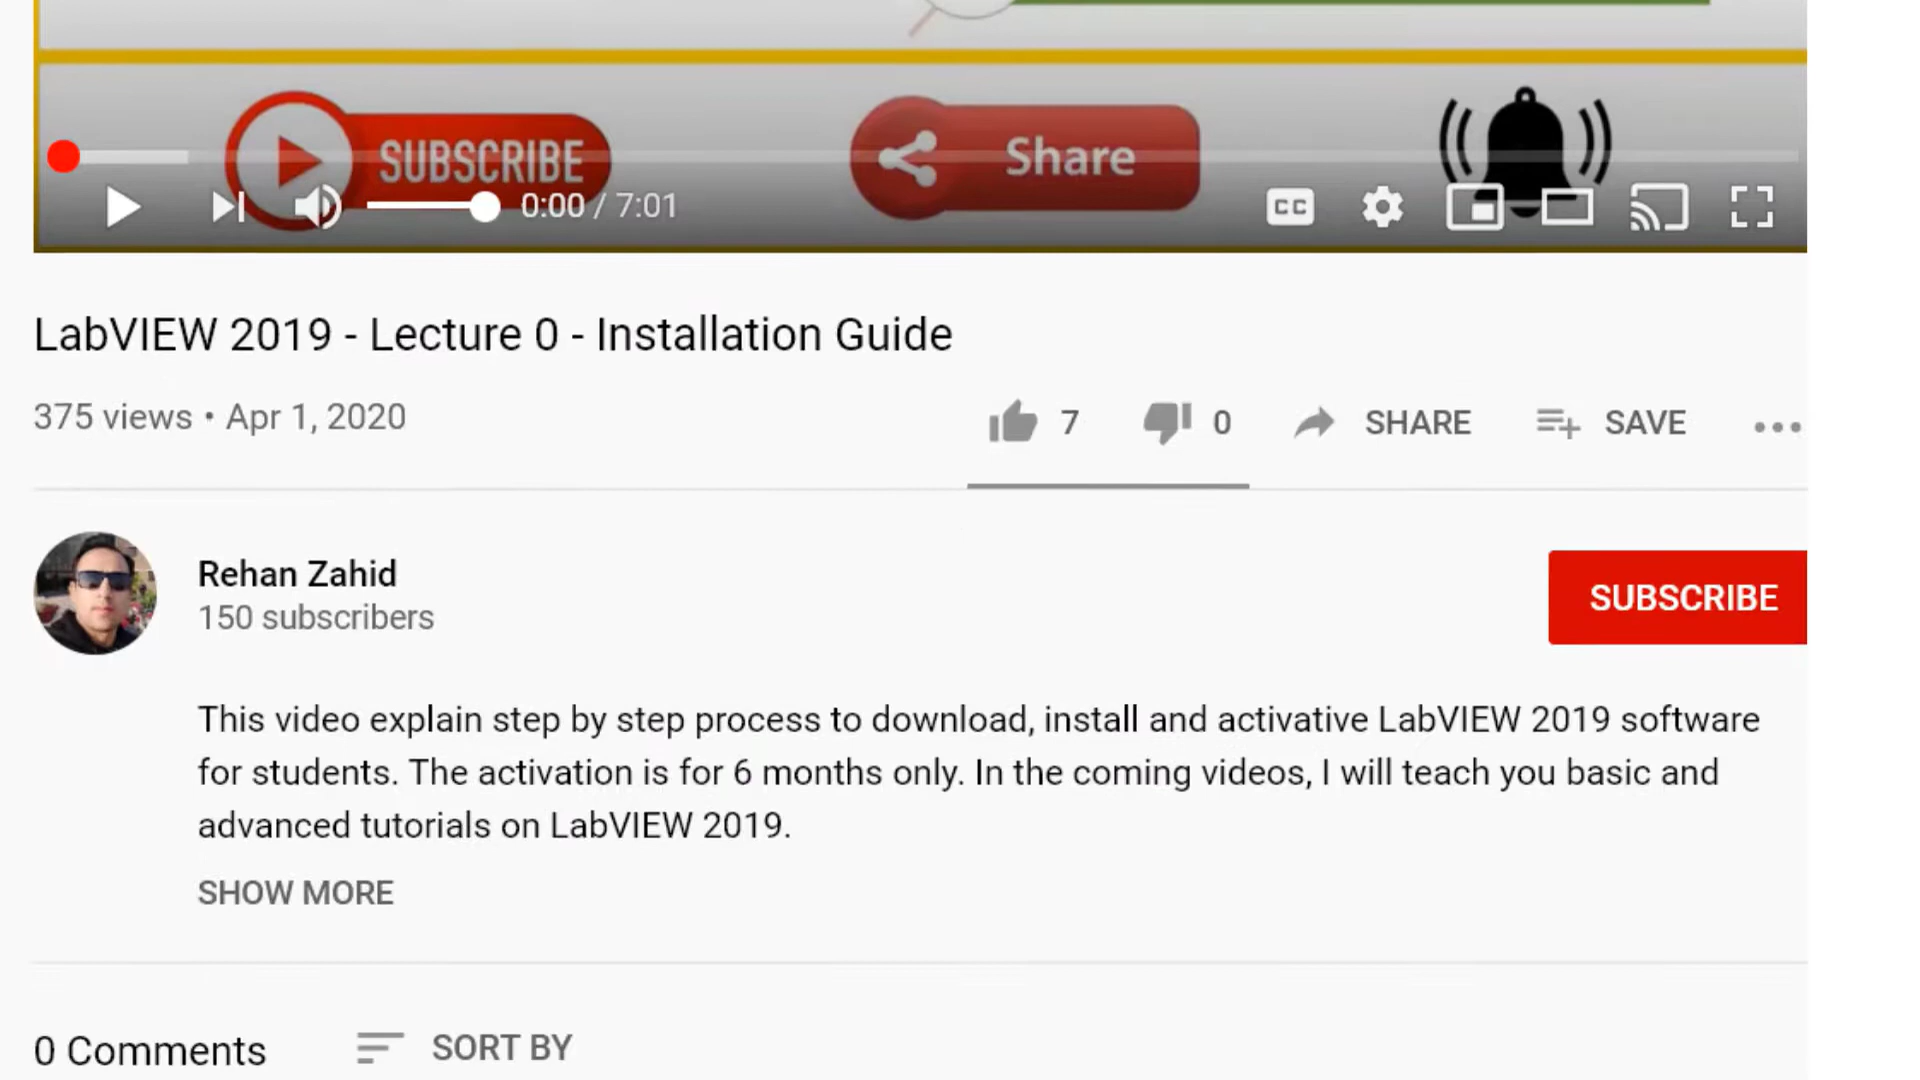 SUBSCRIBE
Share
0:00 / 7:01
CC
LabVIEW 2019 - Lecture 0 - Installation Guide
375 views • Apr 1, 2020
7
0
SHARE
SAVE
Rehan Zahid
150 subscribers
SUBSCRIBE
This video explain step by step process to download, install and activative LabVIEW 2019 software
for students. The activation is for 6 months only. In the coming videos, I will teach you basic and
advanced tutorials on LabVIEW 2019.
SHOW MORE
0 Comments
SORT BY